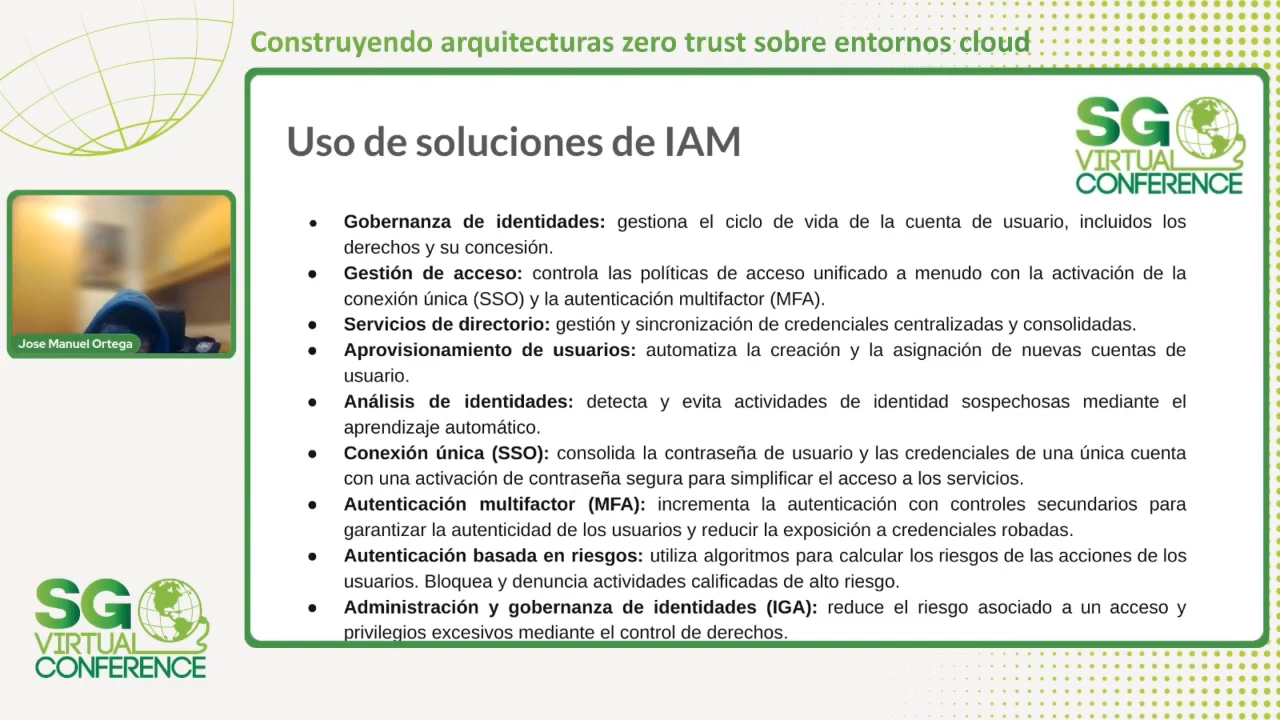 Construyendo arquitecturas zero trust sobre entornos cloud
Uso de soluciones de IAM
SG
VIRTUAL
CONFERENCE
● Gobernanza de identidades: gestiona el ciclo de vida de la cuenta de usuario, incluidos los
derechos y su concesión.
● Gestión de acceso: controla las políticas de acceso unificado a menudo con la activación de la
conexión única (SSO) y la autenticación multifactor (MFA).
● Servicios de directorio: gestión y sincronización de credenciales centralizadas y consolidadas.
● Aprovisionamiento de usuarios: automatiza la creación y la asignación de nuevas cuentas de
usuario.
● Análisis de identidades: detecta y evita actividades de identidad sospechosas mediante el
aprendizaje automático.
● Conexión única (SSO): consolida la contraseña de usuario y las credenciales de una única cuenta
con una activación de contraseña segura para simplificar el acceso a los servicios.
● Autenticación multifactor (MFA): incrementa la autenticación con controles secundarios para
garantizar la autenticidad de los usuarios y reducir la exposición a credenciales robadas.
● Autenticación basada en riesgos: utiliza algoritmos para calcular los riesgos de las acciones de los
usuarios. Bloquea y denuncia actividades calificadas de alto riesgo.
● Administración y gobernanza de identidades (IGA): reduce el riesgo asociado a un acceso y
privilegios excesivos mediante el control de derechos.
Jose Manuel Ortega
SG
VIRTUAL
CONFERENCE